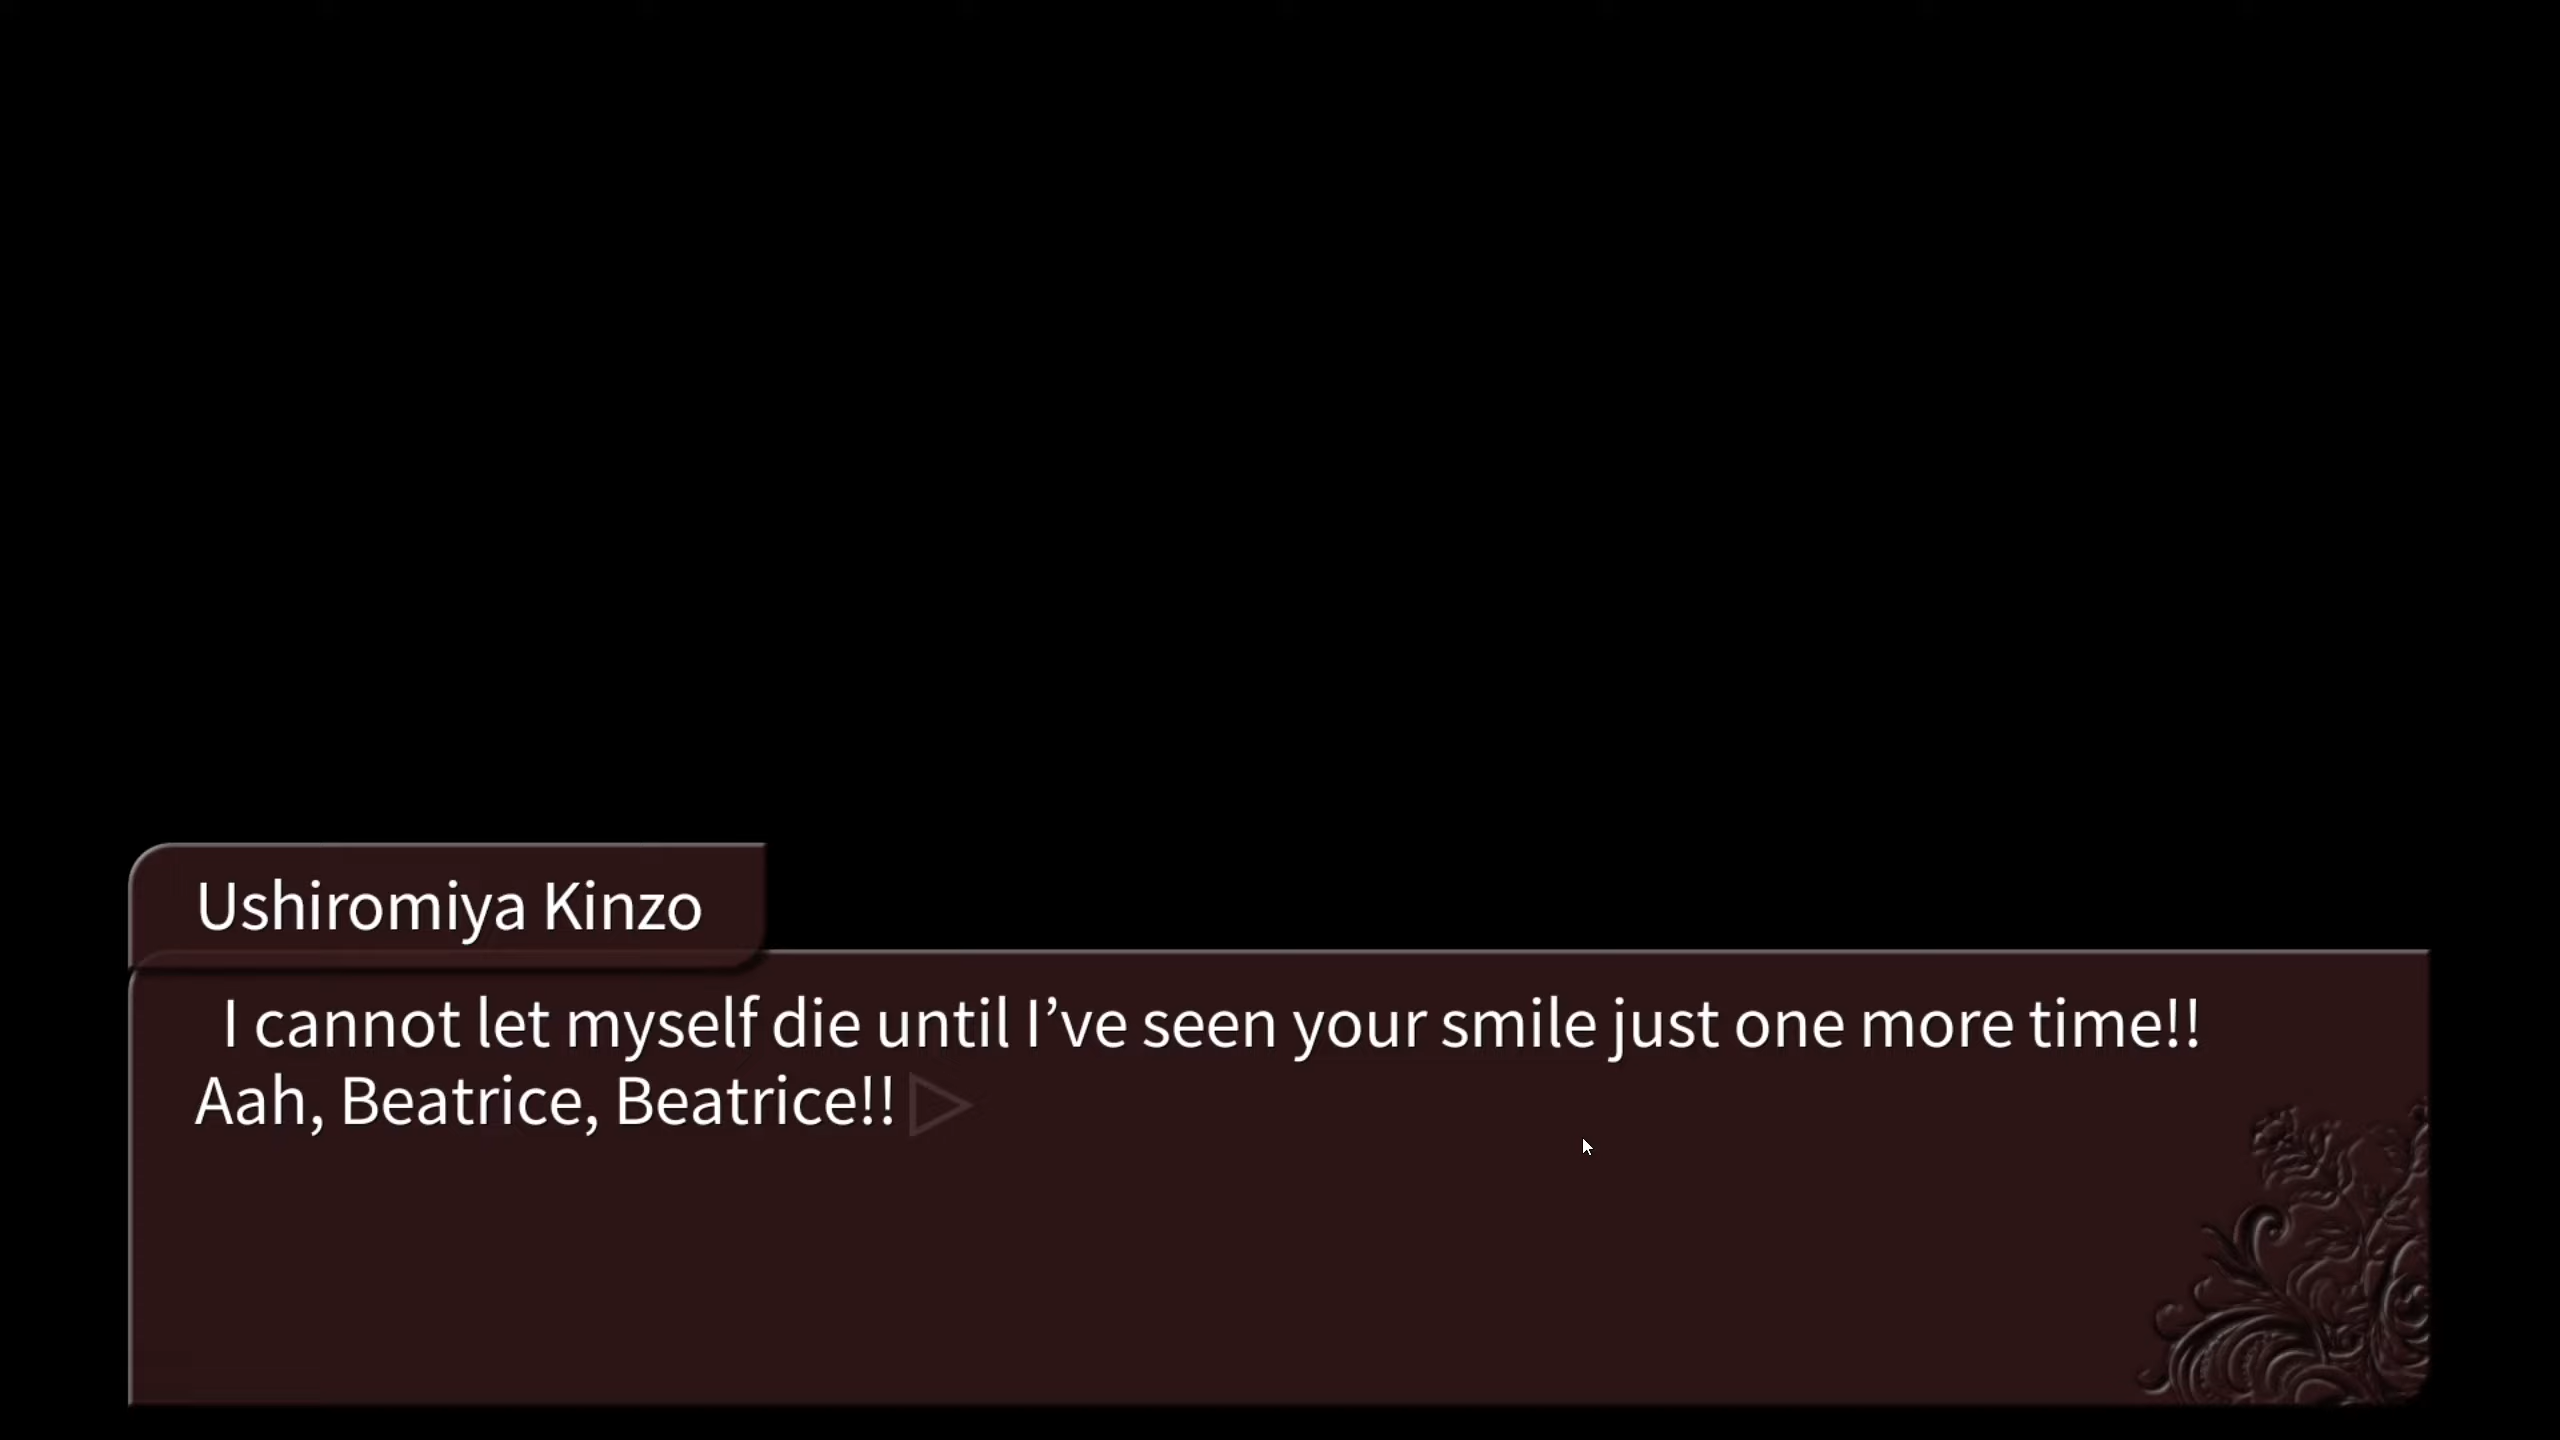 Ushiromiya Kinzo
I cannot let myself die until I’ve seen your smile just one more time!!
Aah, Beatrice, Beatrice!!